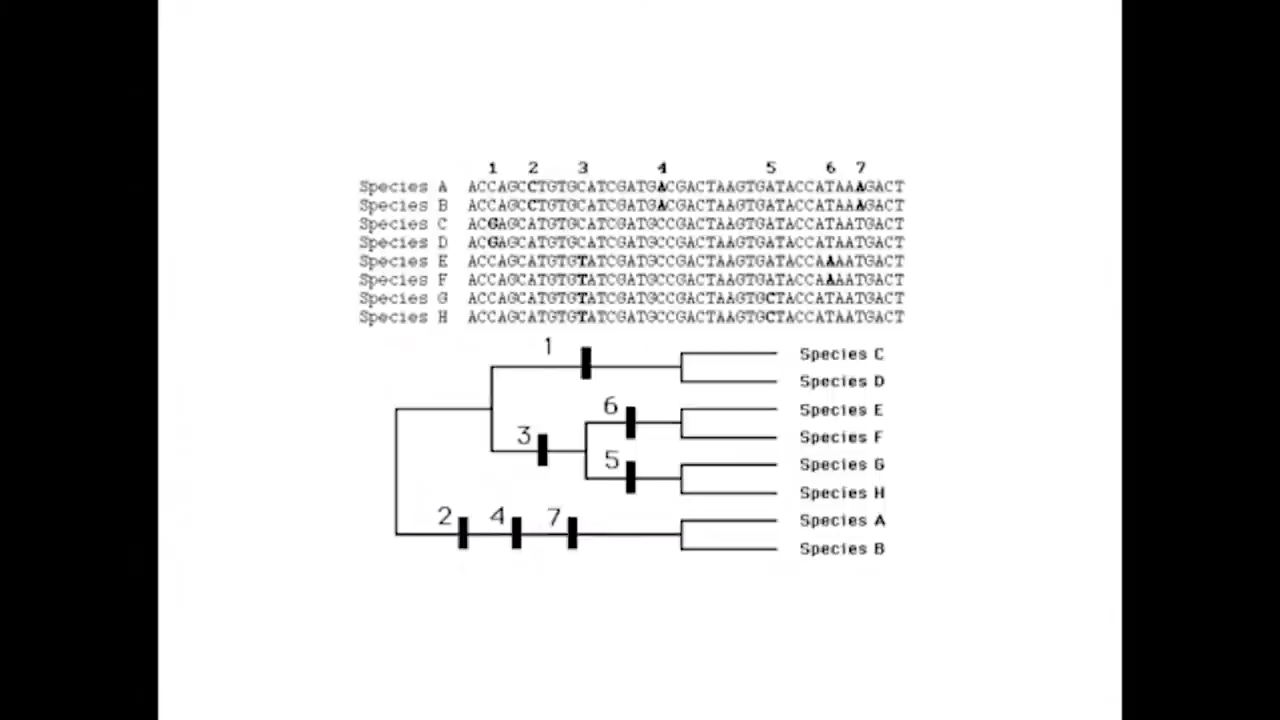 1 2 3 4 5 6 7
Species A ACCAGCCTGTGCATCGATGACGACTAAGTGATACCATAAAGACT
Species B ACCAGCCTGTGCATCGATGACGACTAAGTGATACCATAAAGACT
Species C ACGAGCATGTGCATCGATGCCGACTAAGTGATACCATAATGACT
Species D ACGAGCATGTGCATCGATGCCGACTAAGTGATACCATAATGACT
Species E ACCAGCATGTGTATCGATGCCGACTAAGTGATACCAAAATGACT
Species F ACCAGCATGTGTATCGATGCCGACTAAGTGATACCAAAATGACT
Species G ACCAGCATGTGTATCGATGCCGACTAAGTGCTACCATAATGACT
Species H ACCAGCATGTGTATCGATGCCGACTAAGTGCTACCATAATGACT
1
Species C
Species D
6
Species E
3
Species F
5
Species G
Species H
2 4 7
Species A
Species B